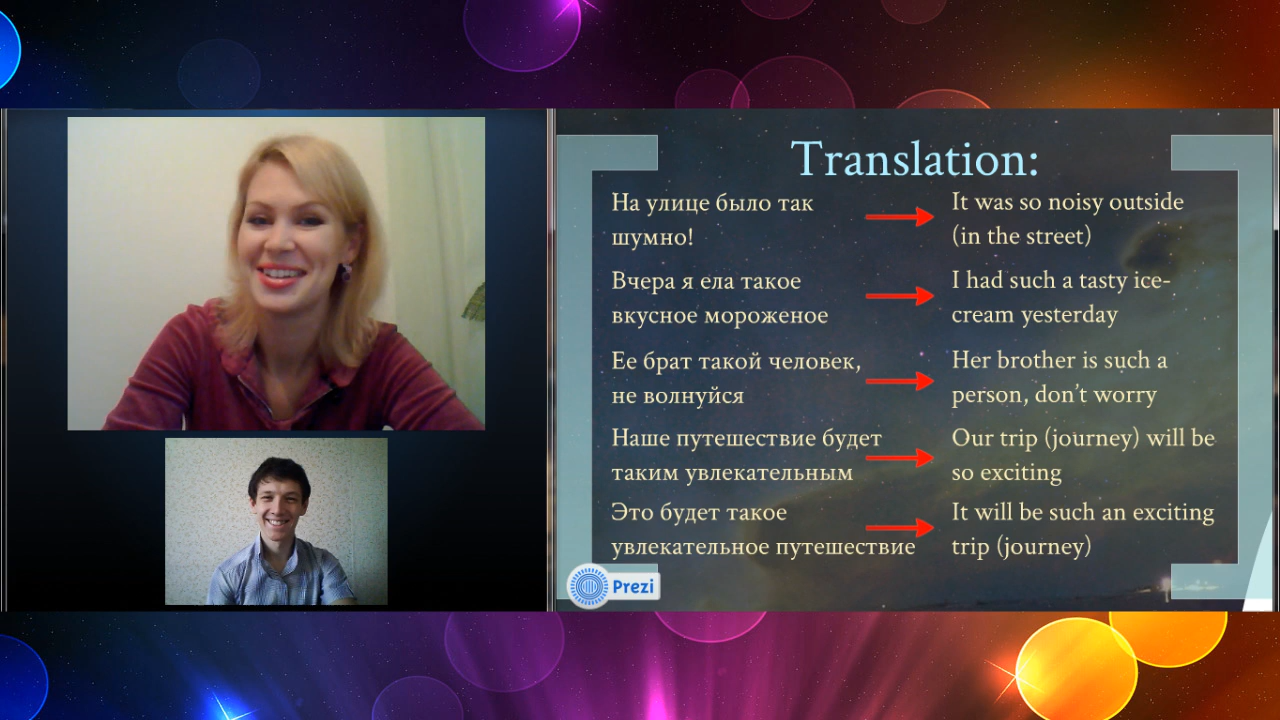 Translation:
На улице было так
шумно!
It was so noisy outside
(in the street)
Вчера я ела такое
вкусное мороженое
I had such a tasty ice-
cream yesterday
Ее брат такой человек,
не волнуйся
Her brother is such a
person, don't worry
Наше путешествие будет
таким увлекательным
Our trip (journey) will be
so exciting
Это будет такое
увлекательное путешествие
It will be such an exciting
trip (journey)
Prezi